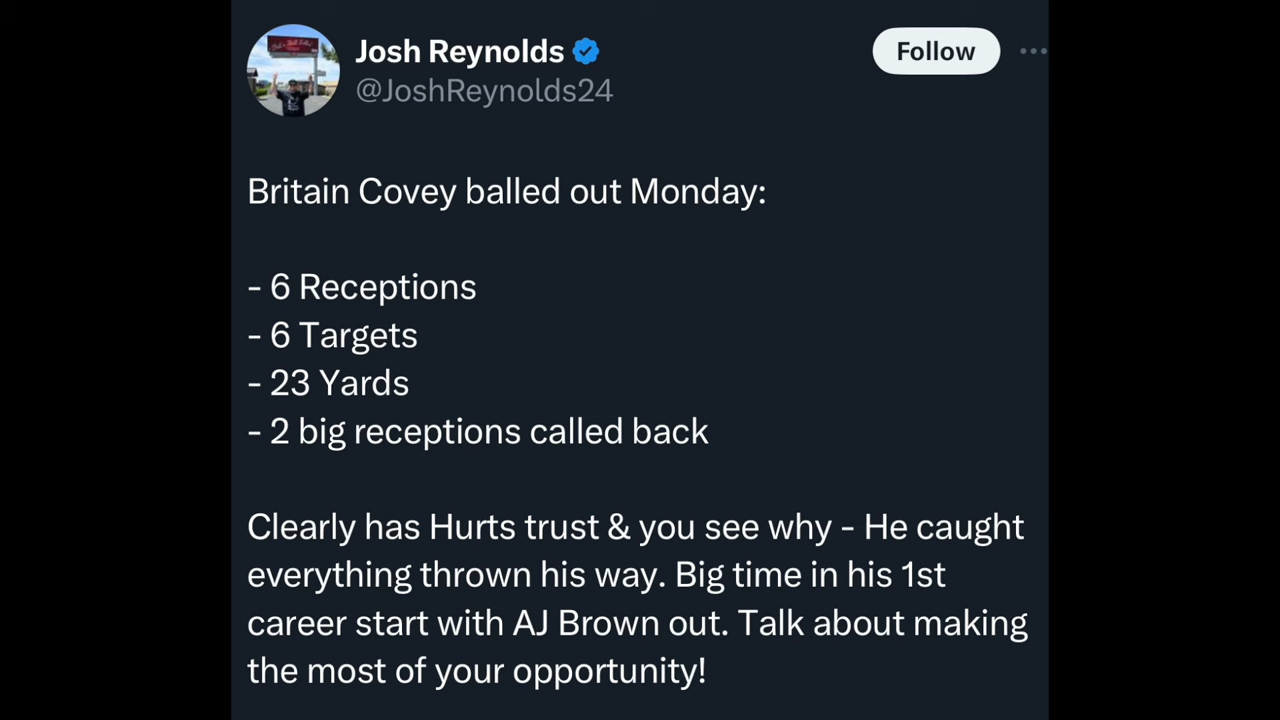 Josh Reynolds
@JoshReynolds24
Follow
Britain Covey balled out Monday:
- 6 Receptions
- 6 Targets
- 23 Yards
- 2 big receptions called back
Clearly has Hurts trust & you see why - He caught
everything thrown his way. Big time in his 1st
career start with AJ Brown out. Talk about making
the most of your opportunity!